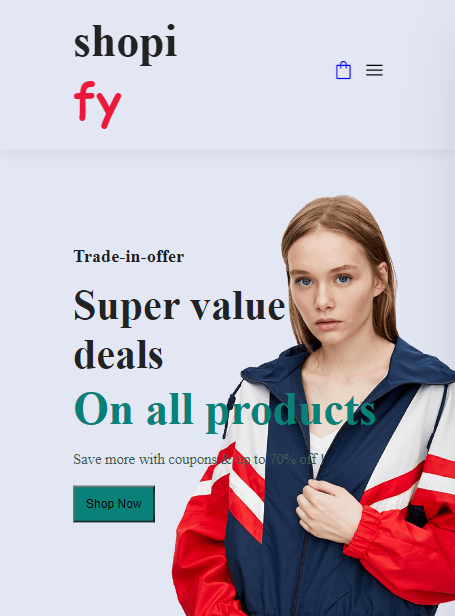 shopi
fy
Trade-in-offer
Super value
deals
On all products
Save more with coupons & up to 70% off !
Shop Now